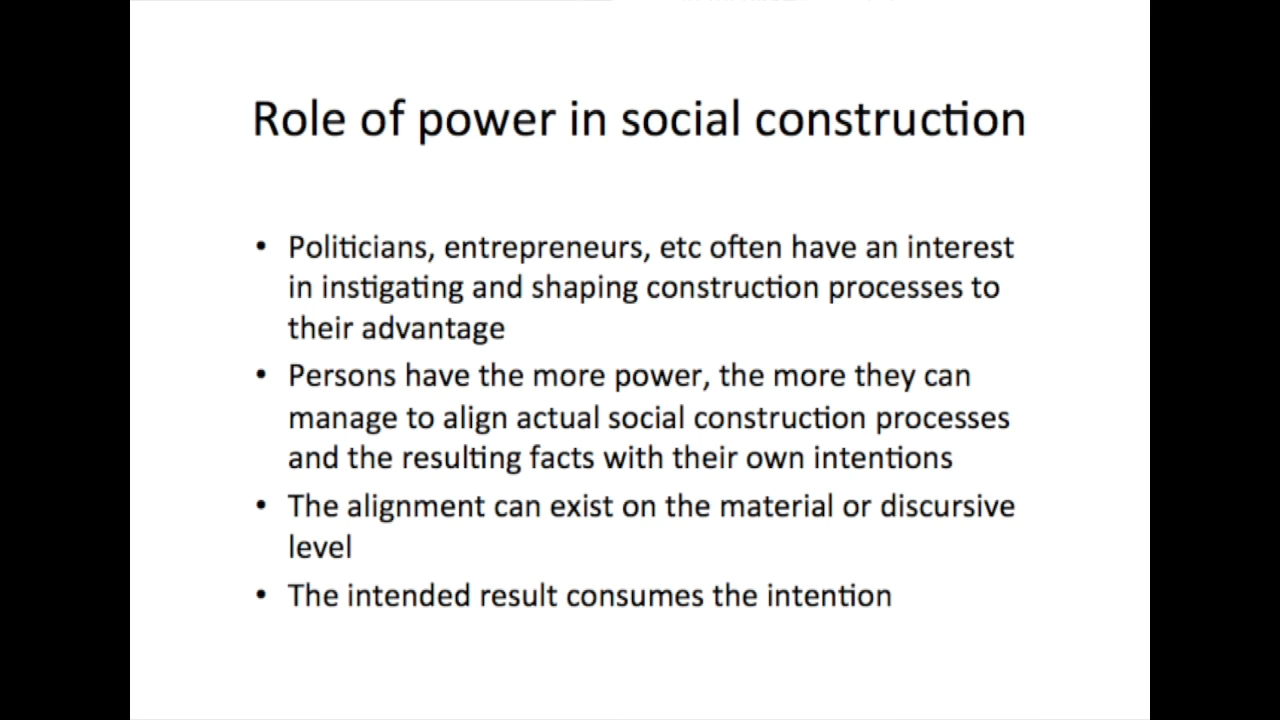 Role of power in social construction
• Politicians, entrepreneurs, etc often have an interest
in instigating and shaping construction processes to
their advantage
• Persons have the more power, the more they can
manage to align actual social construction processes
and the resulting facts with their own intentions
• The alignment can exist on the material or discursive
level
• The intended result consumes the intention